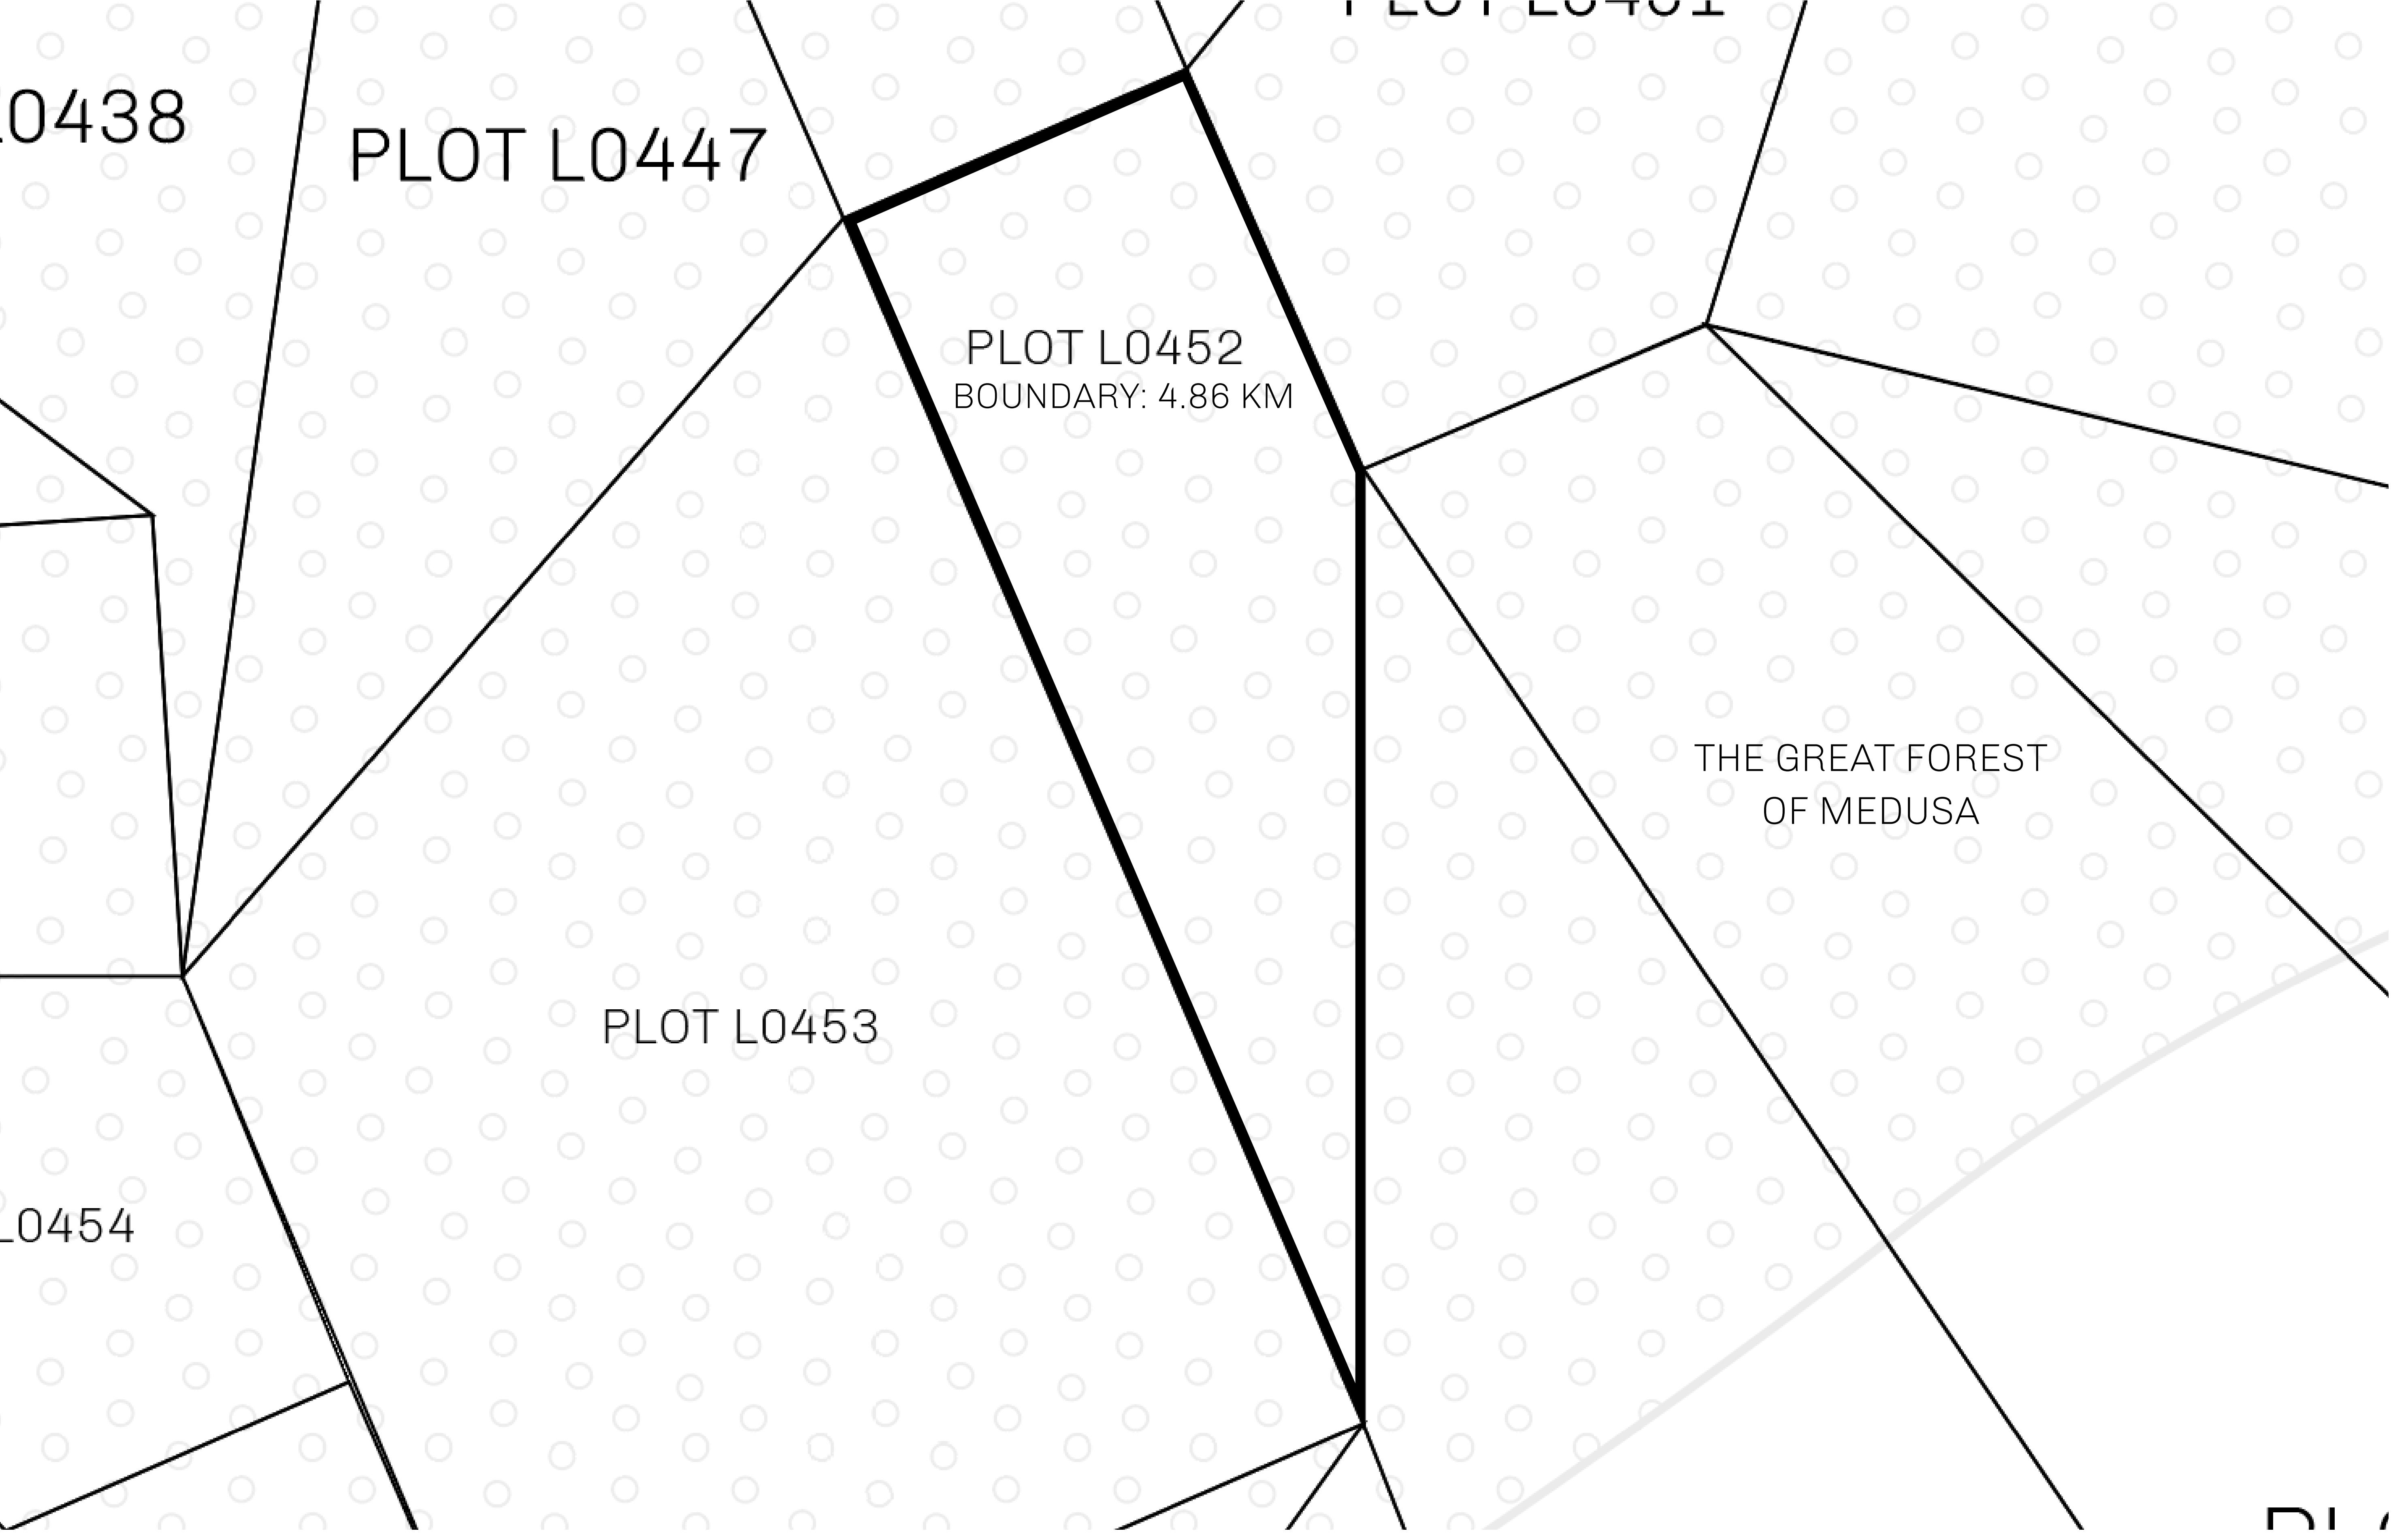 L0438
PLOT L0447
PLOT L0452
BOUNDARY: 4.86 KM
THE GREAT FOREST
OF MEDUSA
PLOT L0453
L0454